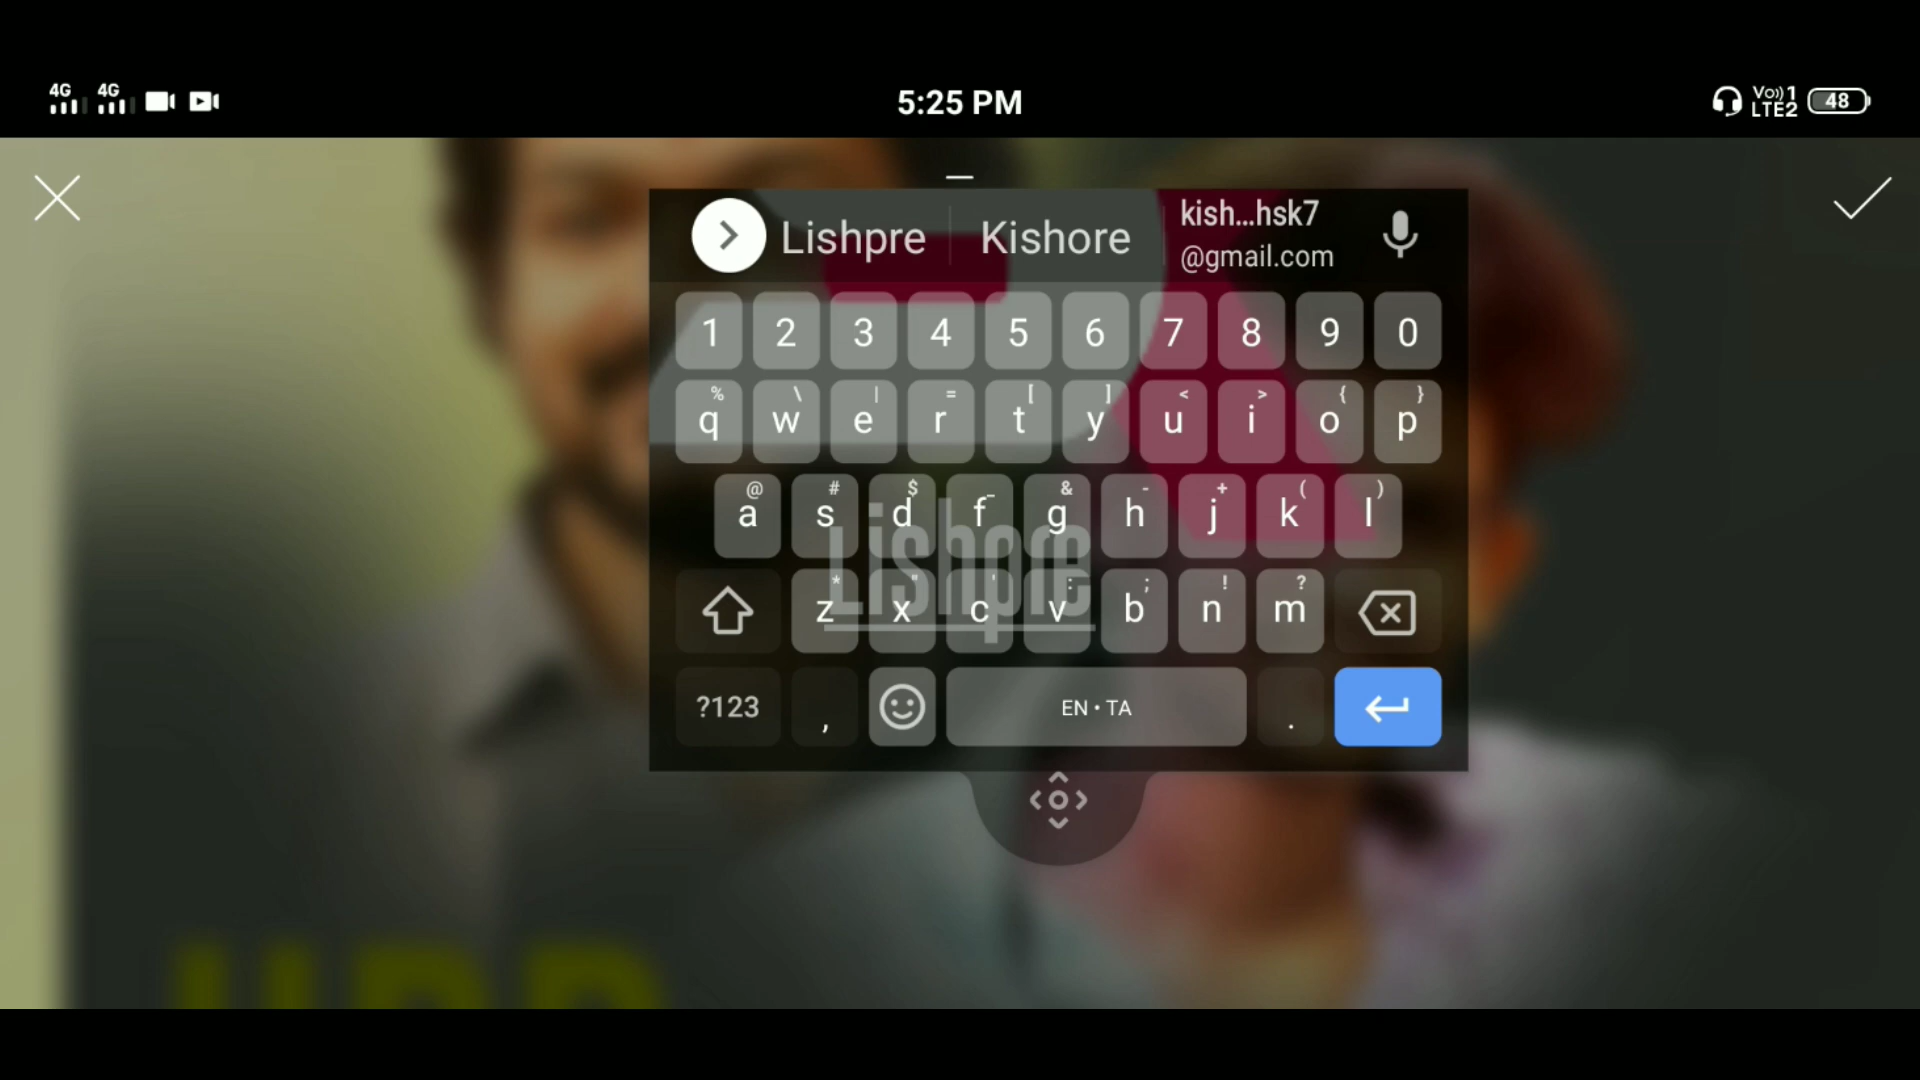 4G 4G 5:25 PM Vo)) 1 LTE2 48
Lishpre Kishore kish...hsk7 @gmail.com
1 2 3 4 5 6 7 8 9 0
% \ | = [ ] < > { }
q w e r t y u i o p
@ # $ _ & - + ( )
a s d f g h j k l
Lishpre
* " ' : ; ! ?
z x c v b n m
?123 , EN • TA .